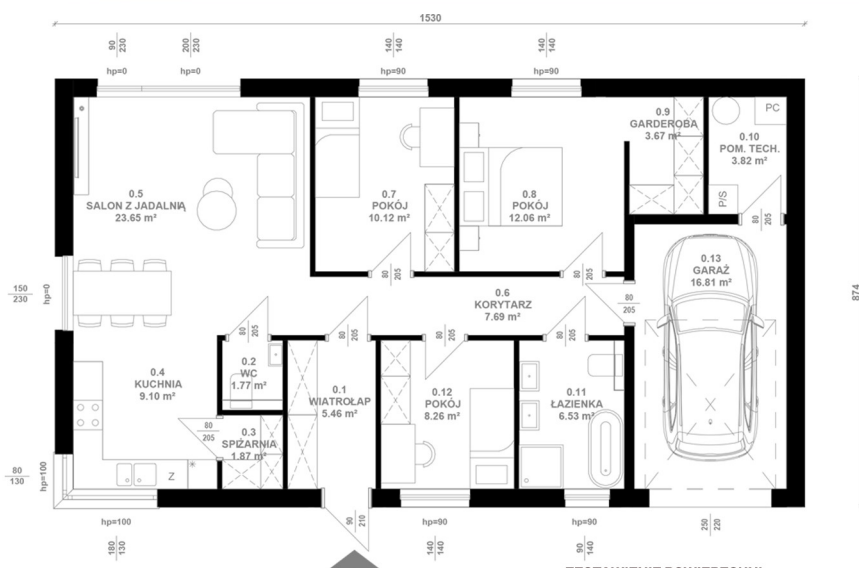 1530
90
230
200
230
140
140
140
140
hp=0
hp=0
hp=90
hp=90
0.9
GARDEROBA
3.67 m²
PC
0.10
POM. TECH.
3.82 m²
0.5
SALON Z JADALNIĄ
23.65 m²
0.7
POKÓJ
10.12 m²
0.8
POKÓJ
12.06 m²
P/S
80
205
0.13
GARAŻ
16.81 m²
80
205
80
205
150
230
hp=0
0.6
KORYTARZ
7.69 m²
80
205
874
80
205
80
205
80
205
80
205
0.2
WC
1.77 m²
0.4
KUCHNIA
9.10 m²
0.1
WIATROŁAP
5.46 m²
0.12
POKÓJ
8.26 m²
0.11
ŁAZIENKA
6.53 m²
80
205
0.3
SPIŻARNIA
1.87 m²
80
130
hp=100
Z
hp=100
180
130
90
210
hp=90
140
140
hp=90
90
140
250
220